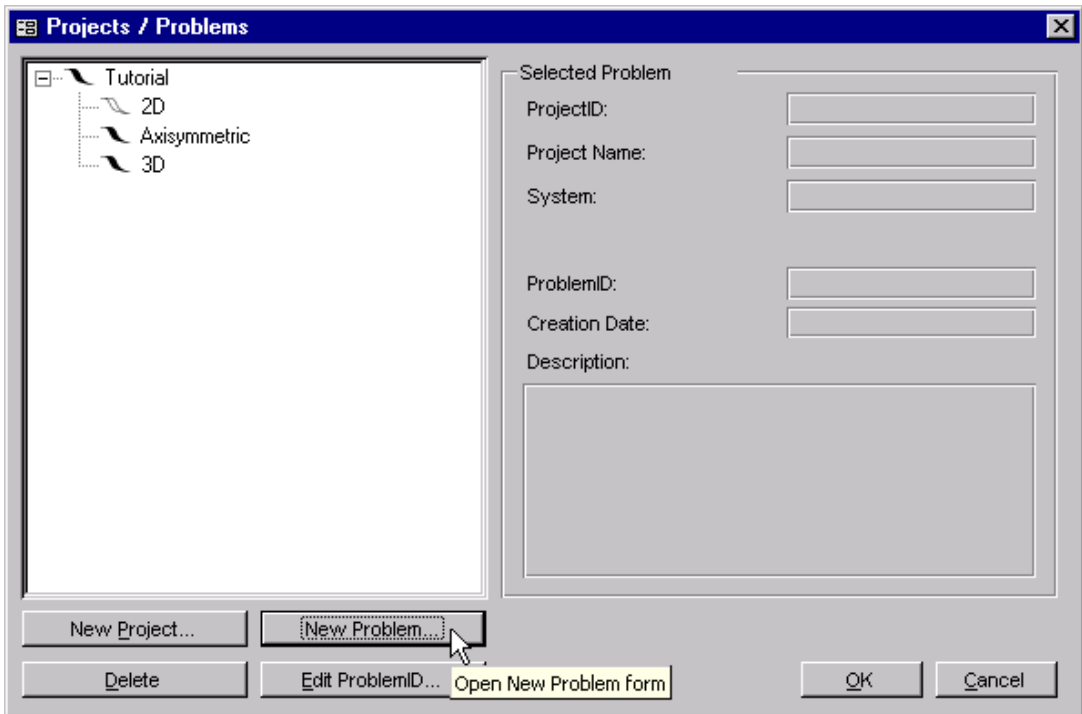 Projects / Problems
Tutorial
2D
Axisymmetric
3D
Selected Problem
ProjectID:
Project Name:
System:
ProblemID:
Creation Date:
Description:
New Project...
New Problem...
Delete
Edit ProblemID...
Open New Problem form
OK
Cancel